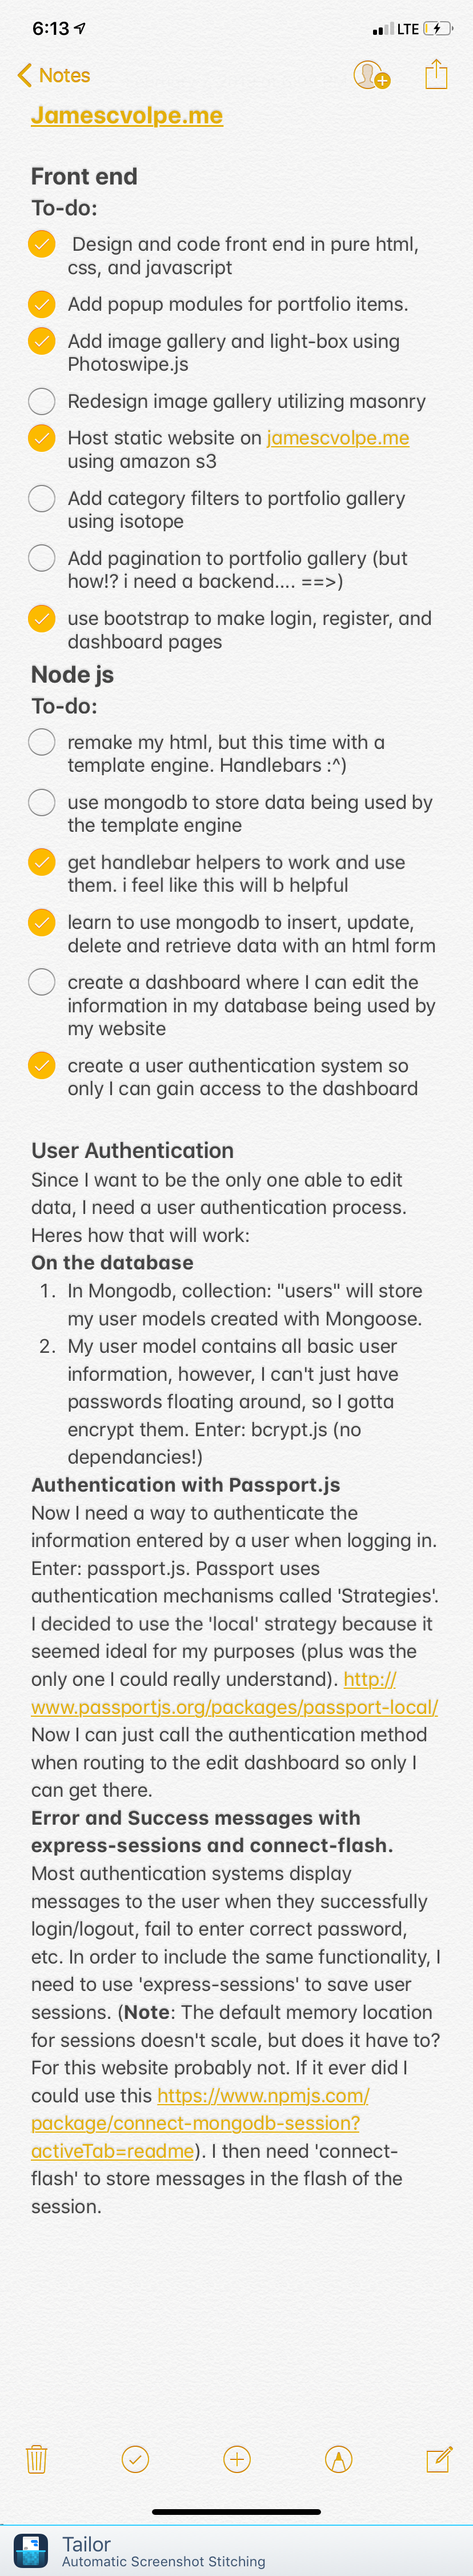 6:13
LTE
Notes
Jamescvolpe.me
Front end
To-do:
Design and code front end in pure html,
css, and javascript
Add popup modules for portfolio items.
Add image gallery and light-box using
Photoswipe.js
Redesign image gallery utilizing masonry
Host static website on jamescvolpe.me
using amazon s3
Add category filters to portfolio gallery
using isotope
Add pagination to portfolio gallery (but
how!? i need a backend.... ==>)
use bootstrap to make login, register, and
dashboard pages
Node js
To-do:
remake my html, but this time with a
template engine. Handlebars :^)
use mongodb to store data being used by
the template engine
get handlebar helpers to work and use
them. i feel like this will b helpful
learn to use mongodb to insert, update,
delete and retrieve data with an html form
create a dashboard where I can edit the
information in my database being used by
my website
create a user authentication system so
only I can gain access to the dashboard
User Authentication
Since I want to be the only one able to edit
data, I need a user authentication process.
Heres how that will work:
On the database
1. In Mongodb, collection: "users" will store
my user models created with Mongoose.
2. My user model contains all basic user
information, however, I can't just have
passwords floating around, so I gotta
encrypt them. Enter: bcrypt.js (no
dependancies!)
Authentication with Passport.js
Now I need a way to authenticate the
information entered by a user when logging in.
Enter: passport.js. Passport uses
authentication mechanisms called 'Strategies'.
I decided to use the 'local' strategy because it
seemed ideal for my purposes (plus was the
only one I could really understand). http://
www.passportjs.org/packages/passport-local/
Now I can just call the authentication method
when routing to the edit dashboard so only I
can get there.
Error and Success messages with
express-sessions and connect-flash.
Most authentication systems display
messages to the user when they successfully
login/logout, fail to enter correct password,
etc. In order to include the same functionality, I
need to use 'express-sessions' to save user
sessions. (Note: The default memory location
for sessions doesn't scale, but does it have to?
For this website probably not. If it ever did I
could use this https://www.npmjs.com/
package/connect-mongodb-session?
activeTab=readme). I then need 'connect-
flash' to store messages in the flash of the
session.
Tailor
Automatic Screenshot Stitching